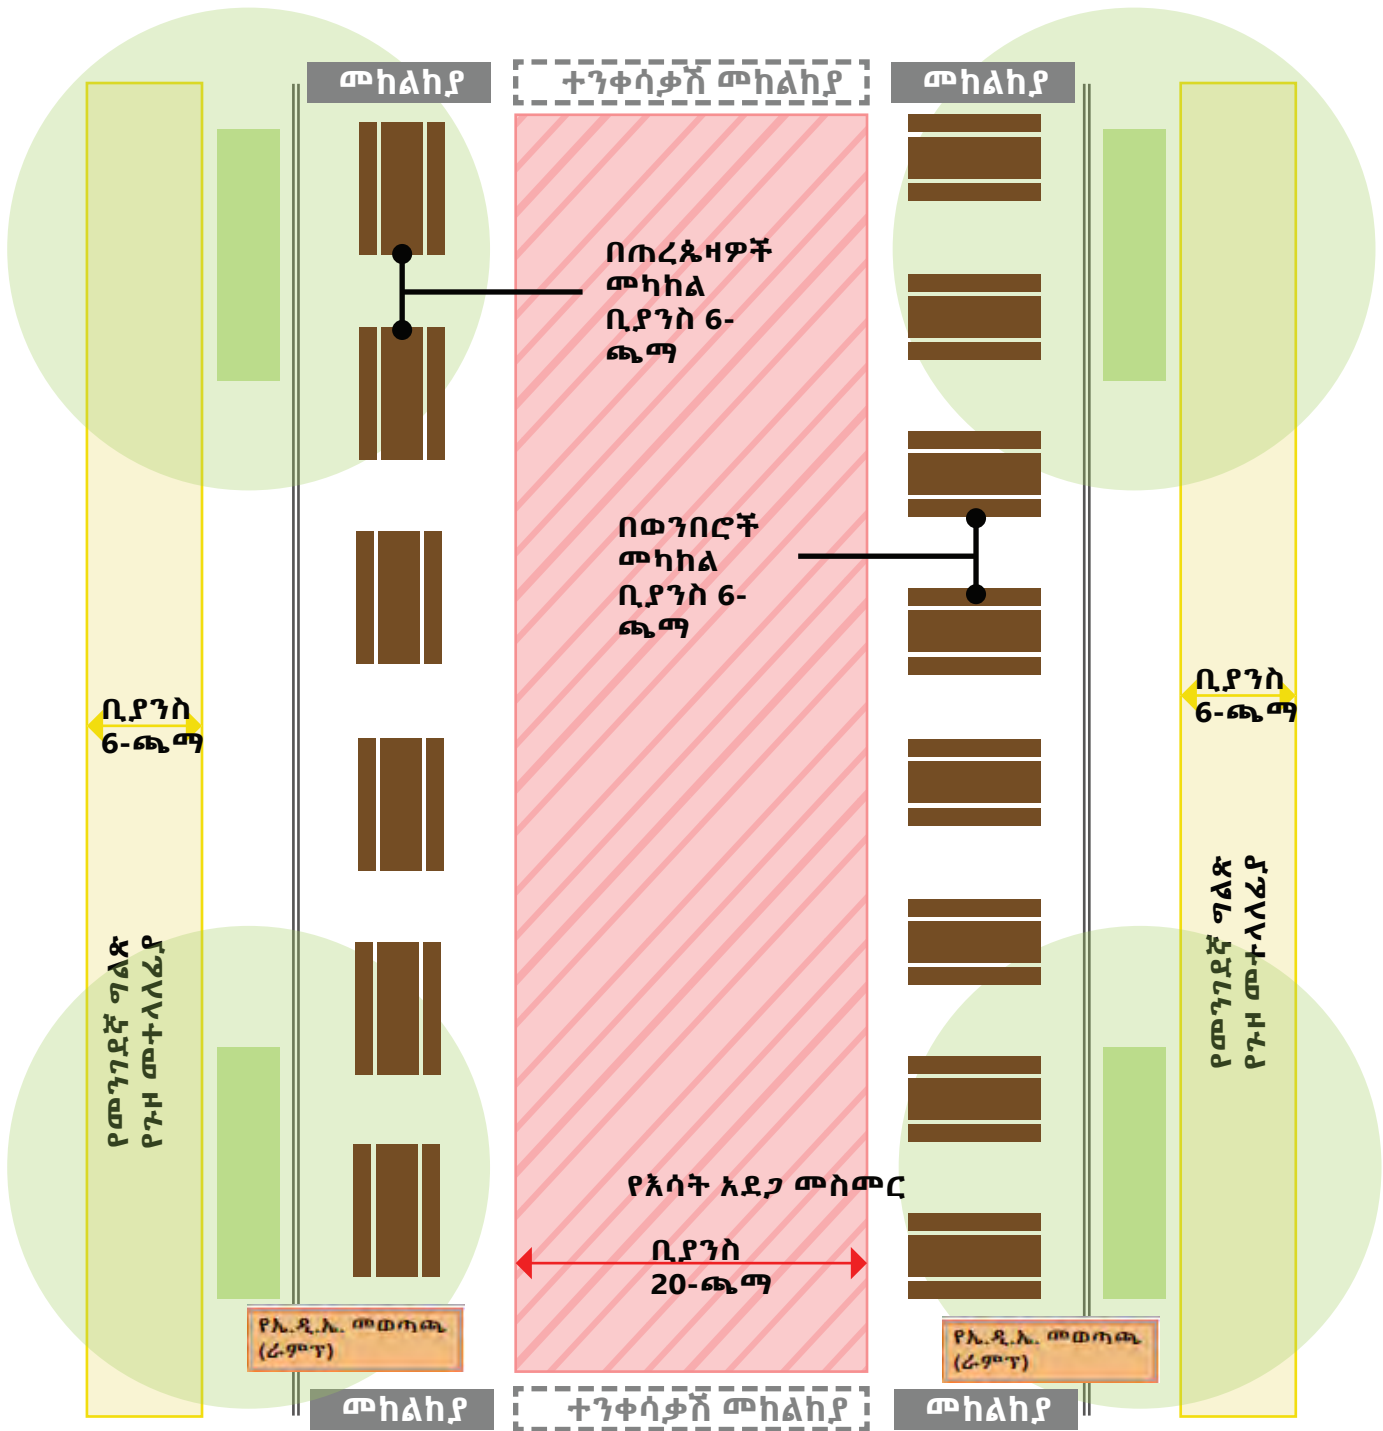 መከልከያ
ተንቀሳቃሽ መከልከያ
መከልከያ
በጠረጴዛዎች
መካከል
ቢያንስ 6-
ጫማ
በወንበሮች
መካከል
ቢያንስ 6-
ጫማ
ቢያንስ
6-ጫማ
ቢያንስ
6-ጫማ
የመንገደኛ ግልጽ
የጉዞ መተላለፊያ
የመንገደኛ ግልጽ
የጉዞ መተላለፊያ
የእሳት አደጋ መስመር
ቢያንስ
20-ጫማ
የኤ.ዲ.ኤ. መወጣጫ
(ራምፕ)
የኤ.ዲ.ኤ. መወጣጫ
(ራምፕ)
መከልከያ
ተንቀሳቃሽ መከልከያ
መከልከያ